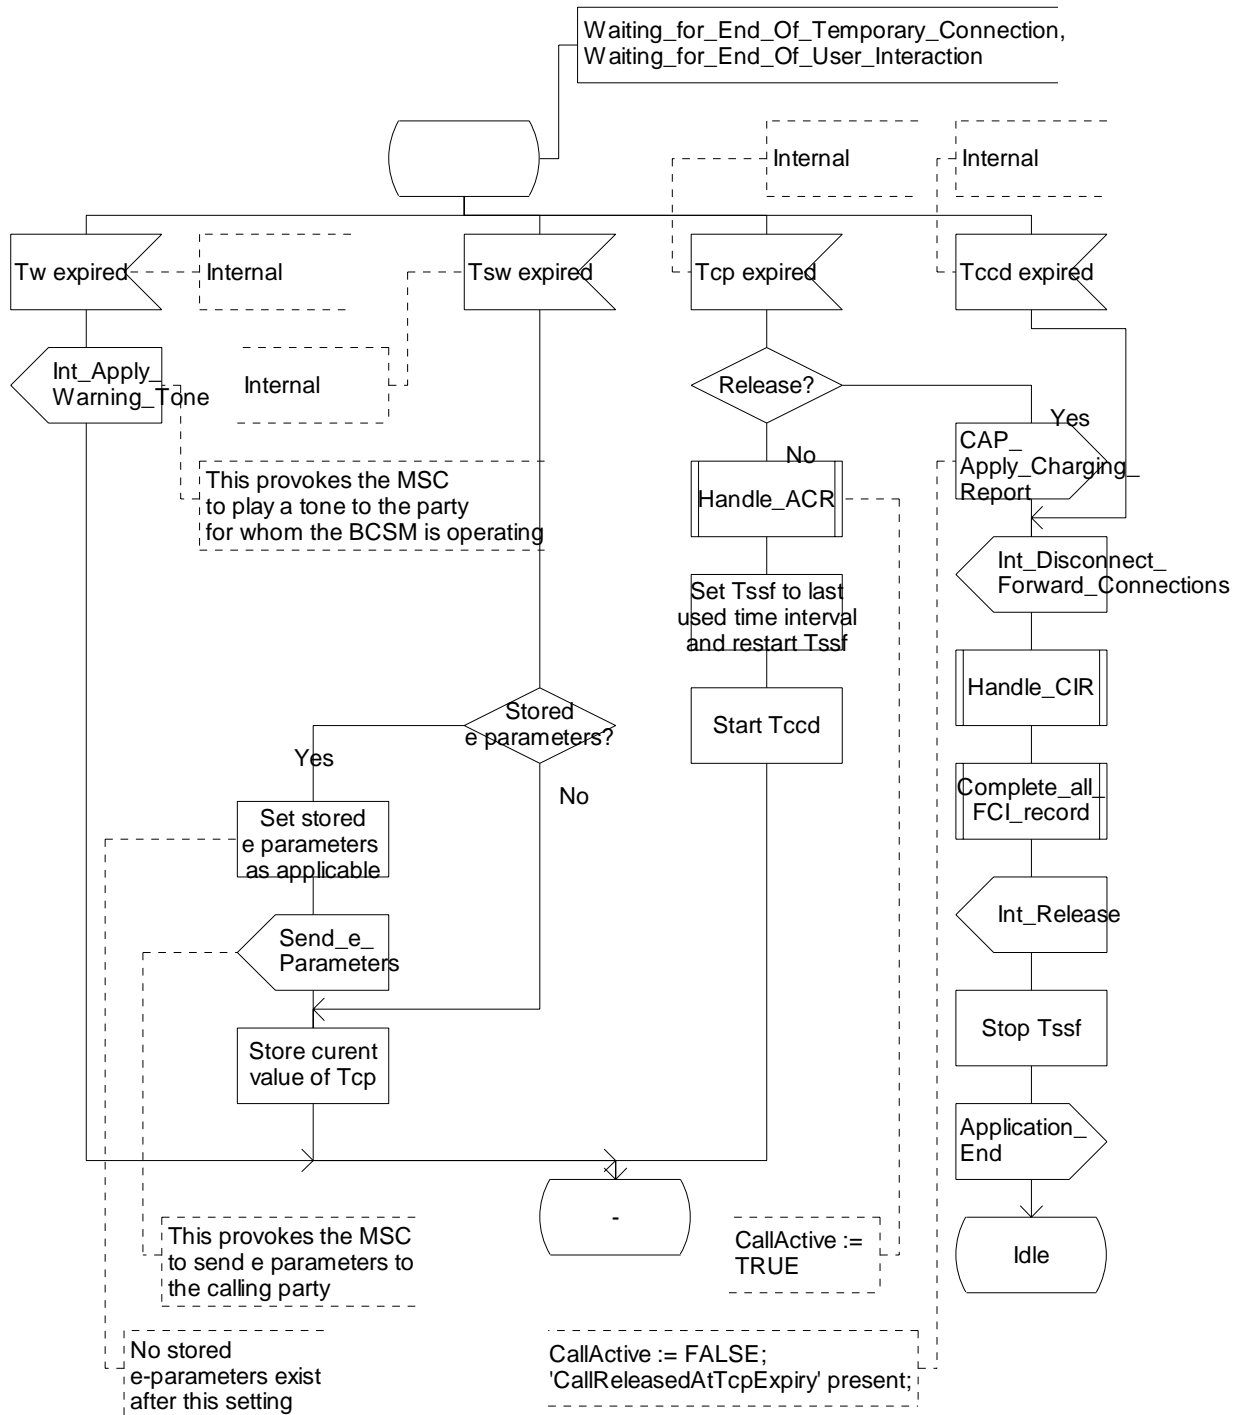 Waiting_for_End_Of_Temporary_Connection,
Waiting_for_End_Of_User_Interaction
Internal
Internal
Tw expired
Internal
Tsw expired
Tcp expired
Tccd expired
Int_Apply_
Warning_Tone
Internal
Release?
Yes
No
CAP_
Apply_Charging_
Report
This provokes the MSC
to play a tone to the party
for whom the BCSM is operating
Handle_ACR
Int_Disconnect_
Forward_Connections
Set Tssf to last
used time interval
and restart Tssf
Handle_CIR
Stored
e parameters?
Start Tccd
Yes
No
Complete_all_
FCI_record
Set stored
e parameters
as applicable
Int_Release
Send_e_
Parameters
Stop Tssf
Store curent
value of Tcp
Application_
End
-
This provokes the MSC
to send e parameters to
the calling party
CallActive :=
TRUE
Idle
No stored
e-parameters exist
after this setting
CallActive := FALSE;
'CallReleasedAtTcpExpiry' present;